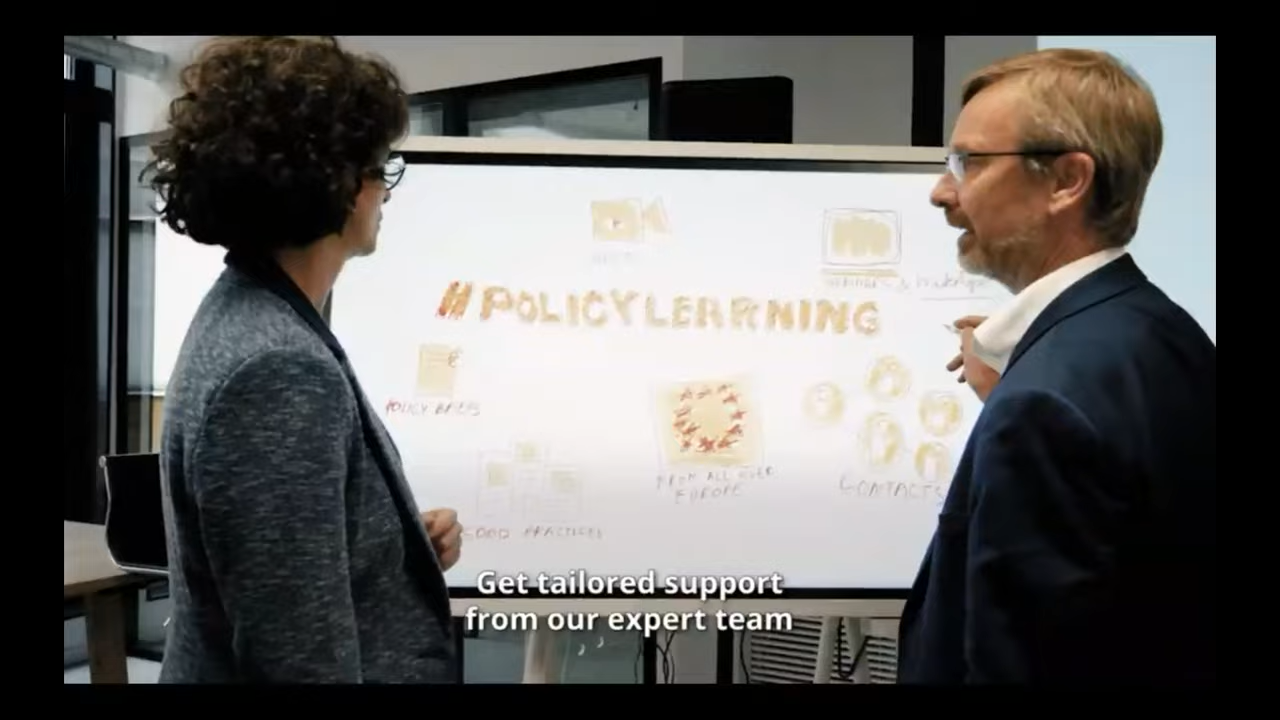 #POLICYLEARNING
POLICY BRIEFS
FROM ALL OVER
EUROPE
CONTACTS
GOOD PRACTICES
Get tailored support
from our expert team